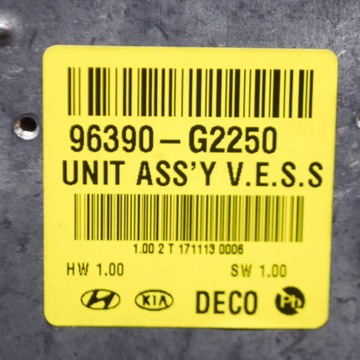 96390-G2250
UNIT ASS'Y V.E.S.S
1.00 2 T 171113 0006
HW 1.00 SW 1.00
KIA DECO Pb